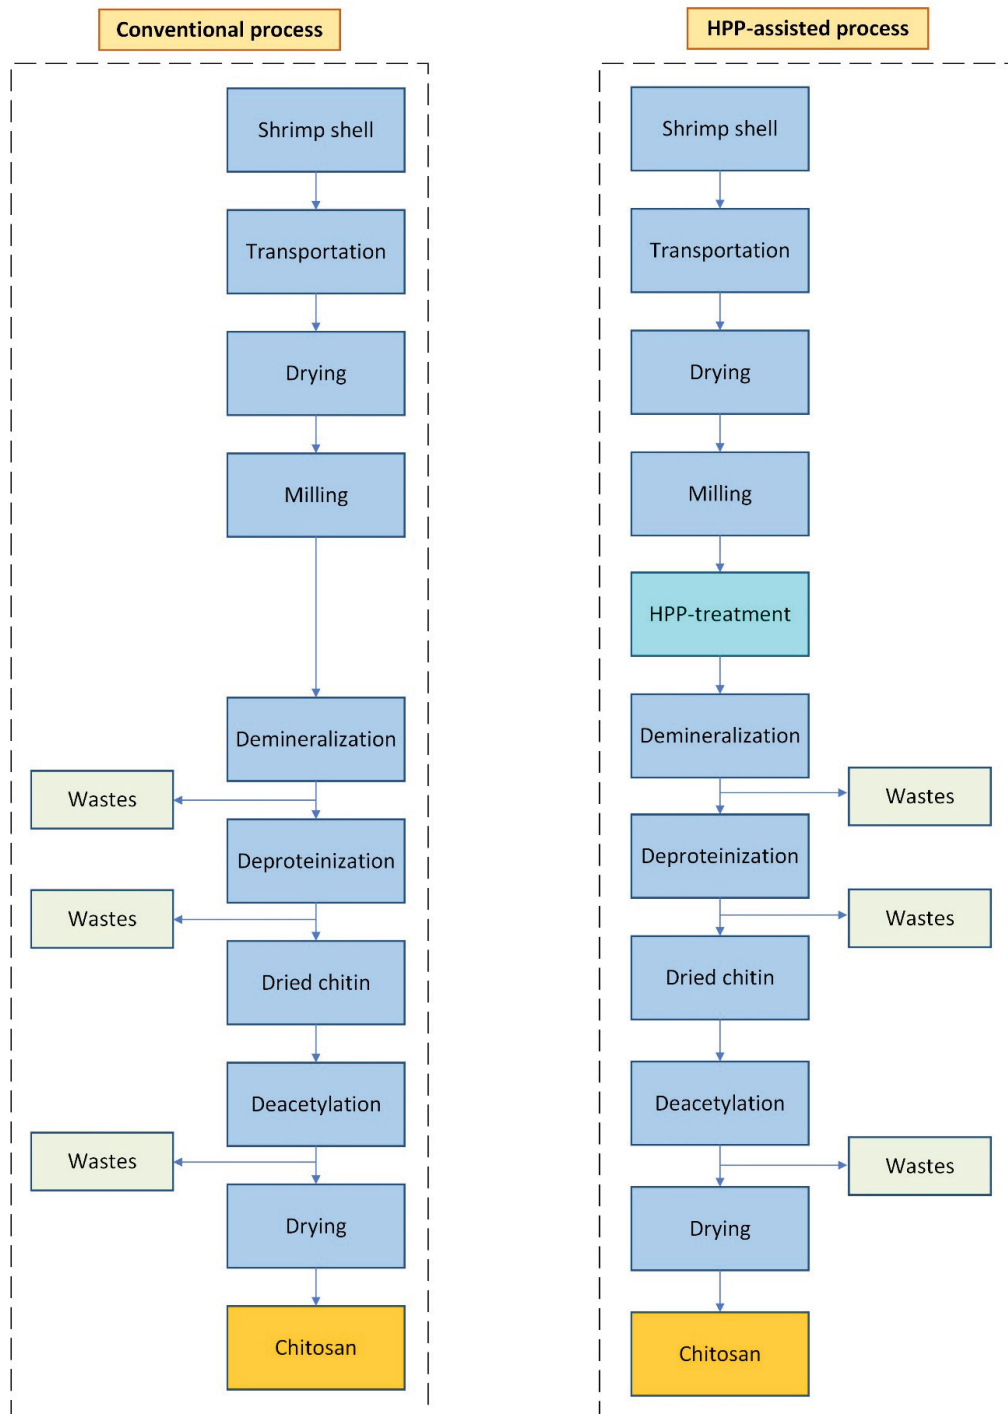 Conventional process
Shrimp shell
Transportation
Drying
Milling
Demineralization
Wastes
Deproteinization
Wastes
Dried chitin
Deacetylation
Wastes
Drying
Chitosan
HPP-assisted process
Shrimp shell
Transportation
Drying
Milling
HPP-treatment
Demineralization
Wastes
Deproteinization
Wastes
Dried chitin
Deacetylation
Wastes
Drying
Chitosan